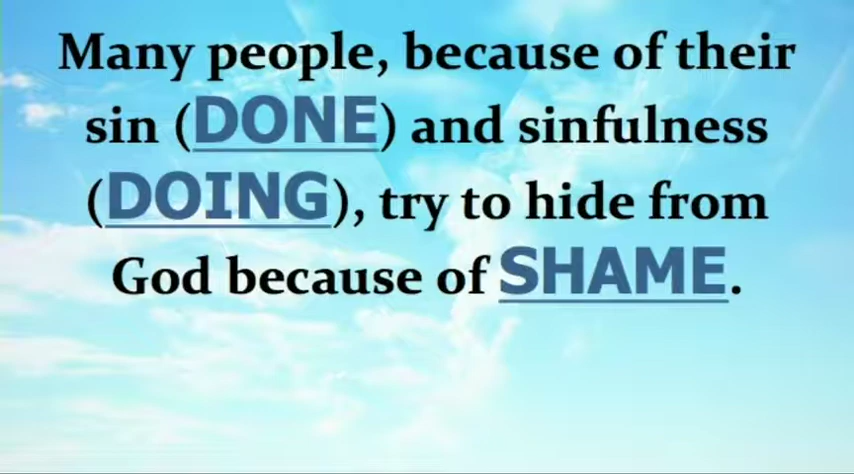 Many people, because of their
sin (DONE) and sinfulness
(DOING), try to hide from
God because of SHAME.